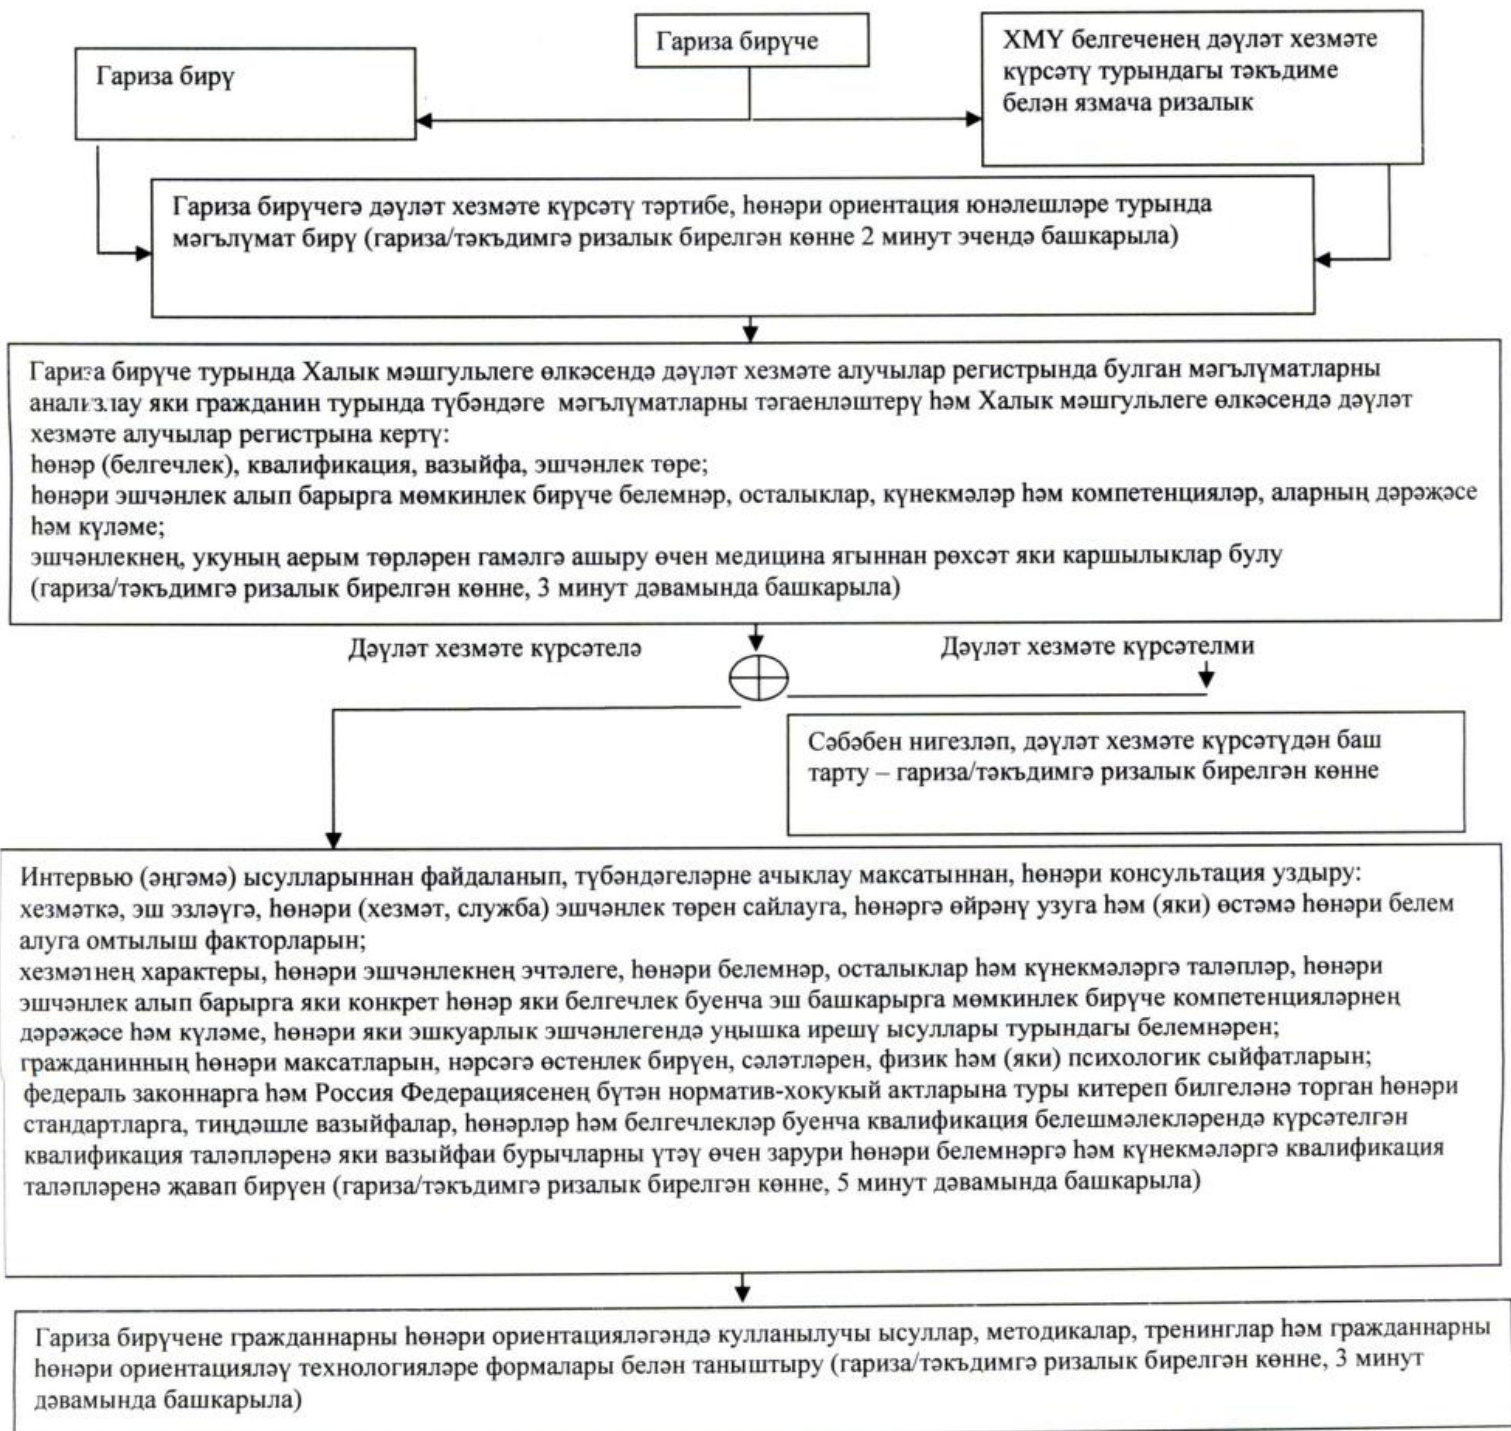 Гариза бирүче
Гариза бирү
ХМҮ белгеченең дәүләт хезмәте
күрсәтү турындагы тәкъдиме
белән язмача ризалык
Гариза бирүчегә дәүләт хезмәте күрсәтү тәртибе, һөнәри ориентация юнәлешләре турында
мәгълүмат бирү (гариза/тәкъдимгә ризалык бирелгән көнне 2 минут эчендә башкарыла)
Гариза бирүче турында Халык мәшгульлеге өлкәсендә дәүләт хезмәте алучылар регистрында булган мәгълүматларны
анализлау яки гражданин турында түбәндәге мәгълүматларны тәгаенләштерү һәм Халык мәшгульлеге өлкәсендә дәүләт
хезмәте алучылар регистрына кертү:
һөнәр (белгечлек), квалификация, вазыйфа, эшчәнлек төре;
һөнәри эшчәнлек алып барырга мөмкинлек бирүче белемнәр, осталыклар, күнекмәләр һәм компетенцияләр, аларның дәрәҗәсе
һәм күләме;
эшчәнлекнең, укуның аерым төрләрен гамәлгә ашыру өчен медицина ягыннан рөхсәт яки каршылыклар булу
(гариза/тәкъдимгә ризалык бирелгән көнне, 3 минут дәвамында башкарыла)
Дәүләт хезмәте күрсәтелә
Дәүләт хезмәте күрсәтелми
Сәбәбен нигезләп, дәүләт хезмәте күрсәтүдән баш
тарту – гариза/тәкъдимгә ризалык бирелгән көнне
Интервью (әңгәмә) ысулларыннан файдаланып, түбәндәгеләрне ачыклау максатыннан, һөнәри консультация уздыру:
хезмәткә, эш эзләүгә, һөнәри (хезмәт, служба) эшчәнлек төрен сайлауга, һөнәргә өйрәнү узуга һәм (яки) өстәмә һөнәри белем
алуга омтылыш факторларын;
хезмәтнең характеры, һөнәри эшчәнлекнең эчтәлеге, һөнәри белемнәр, осталыклар һәм күнекмәләргә таләпләр, һөнәри
эшчәнлек алып барырга яки конкрет һөнәр яки белгечлек буенча эш башкарырга мөмкинлек бирүче компетенцияләрнең
дәрәҗәсе һәм күләме, һөнәри яки эшкуарлык эшчәнлегендә уңышка ирешү ысуллары турындагы белемнәрен;
гражданинның һөнәри максатларын, нәрсәгә өстенлек бирүен, сәләтләрен, физик һәм (яки) психологик сыйфатларын;
федераль законнарга һәм Россия Федерациясенең бүтән норматив-хокукый актларына туры китереп билгеләнә торган һөнәри
стандартларга, тиңдәшле вазыйфалар, һөнәрләр һәм белгечлекләр буенча квалификация белешмәлекләрендә күрсәтелгән
квалификация таләпләренә яки вазыйфаи бурычларны үтәү өчен зарури һөнәри белемнәргә һәм күнекмәләргә квалификация
таләпләренә җавап бирүен (гариза/тәкъдимгә ризалык бирелгән көнне, 5 минут дәвамында башкарыла)
Гариза бирүчене гражданнарны һөнәри ориентацияләгәндә кулланылучы ысуллар, методикалар, тренинглар һәм гражданнарны
һөнәри ориентацияләү технологияләре формалары белән таныштыру (гариза/тәкъдимгә ризалык бирелгән көнне, 3 минут
дәвамында башкарыла)